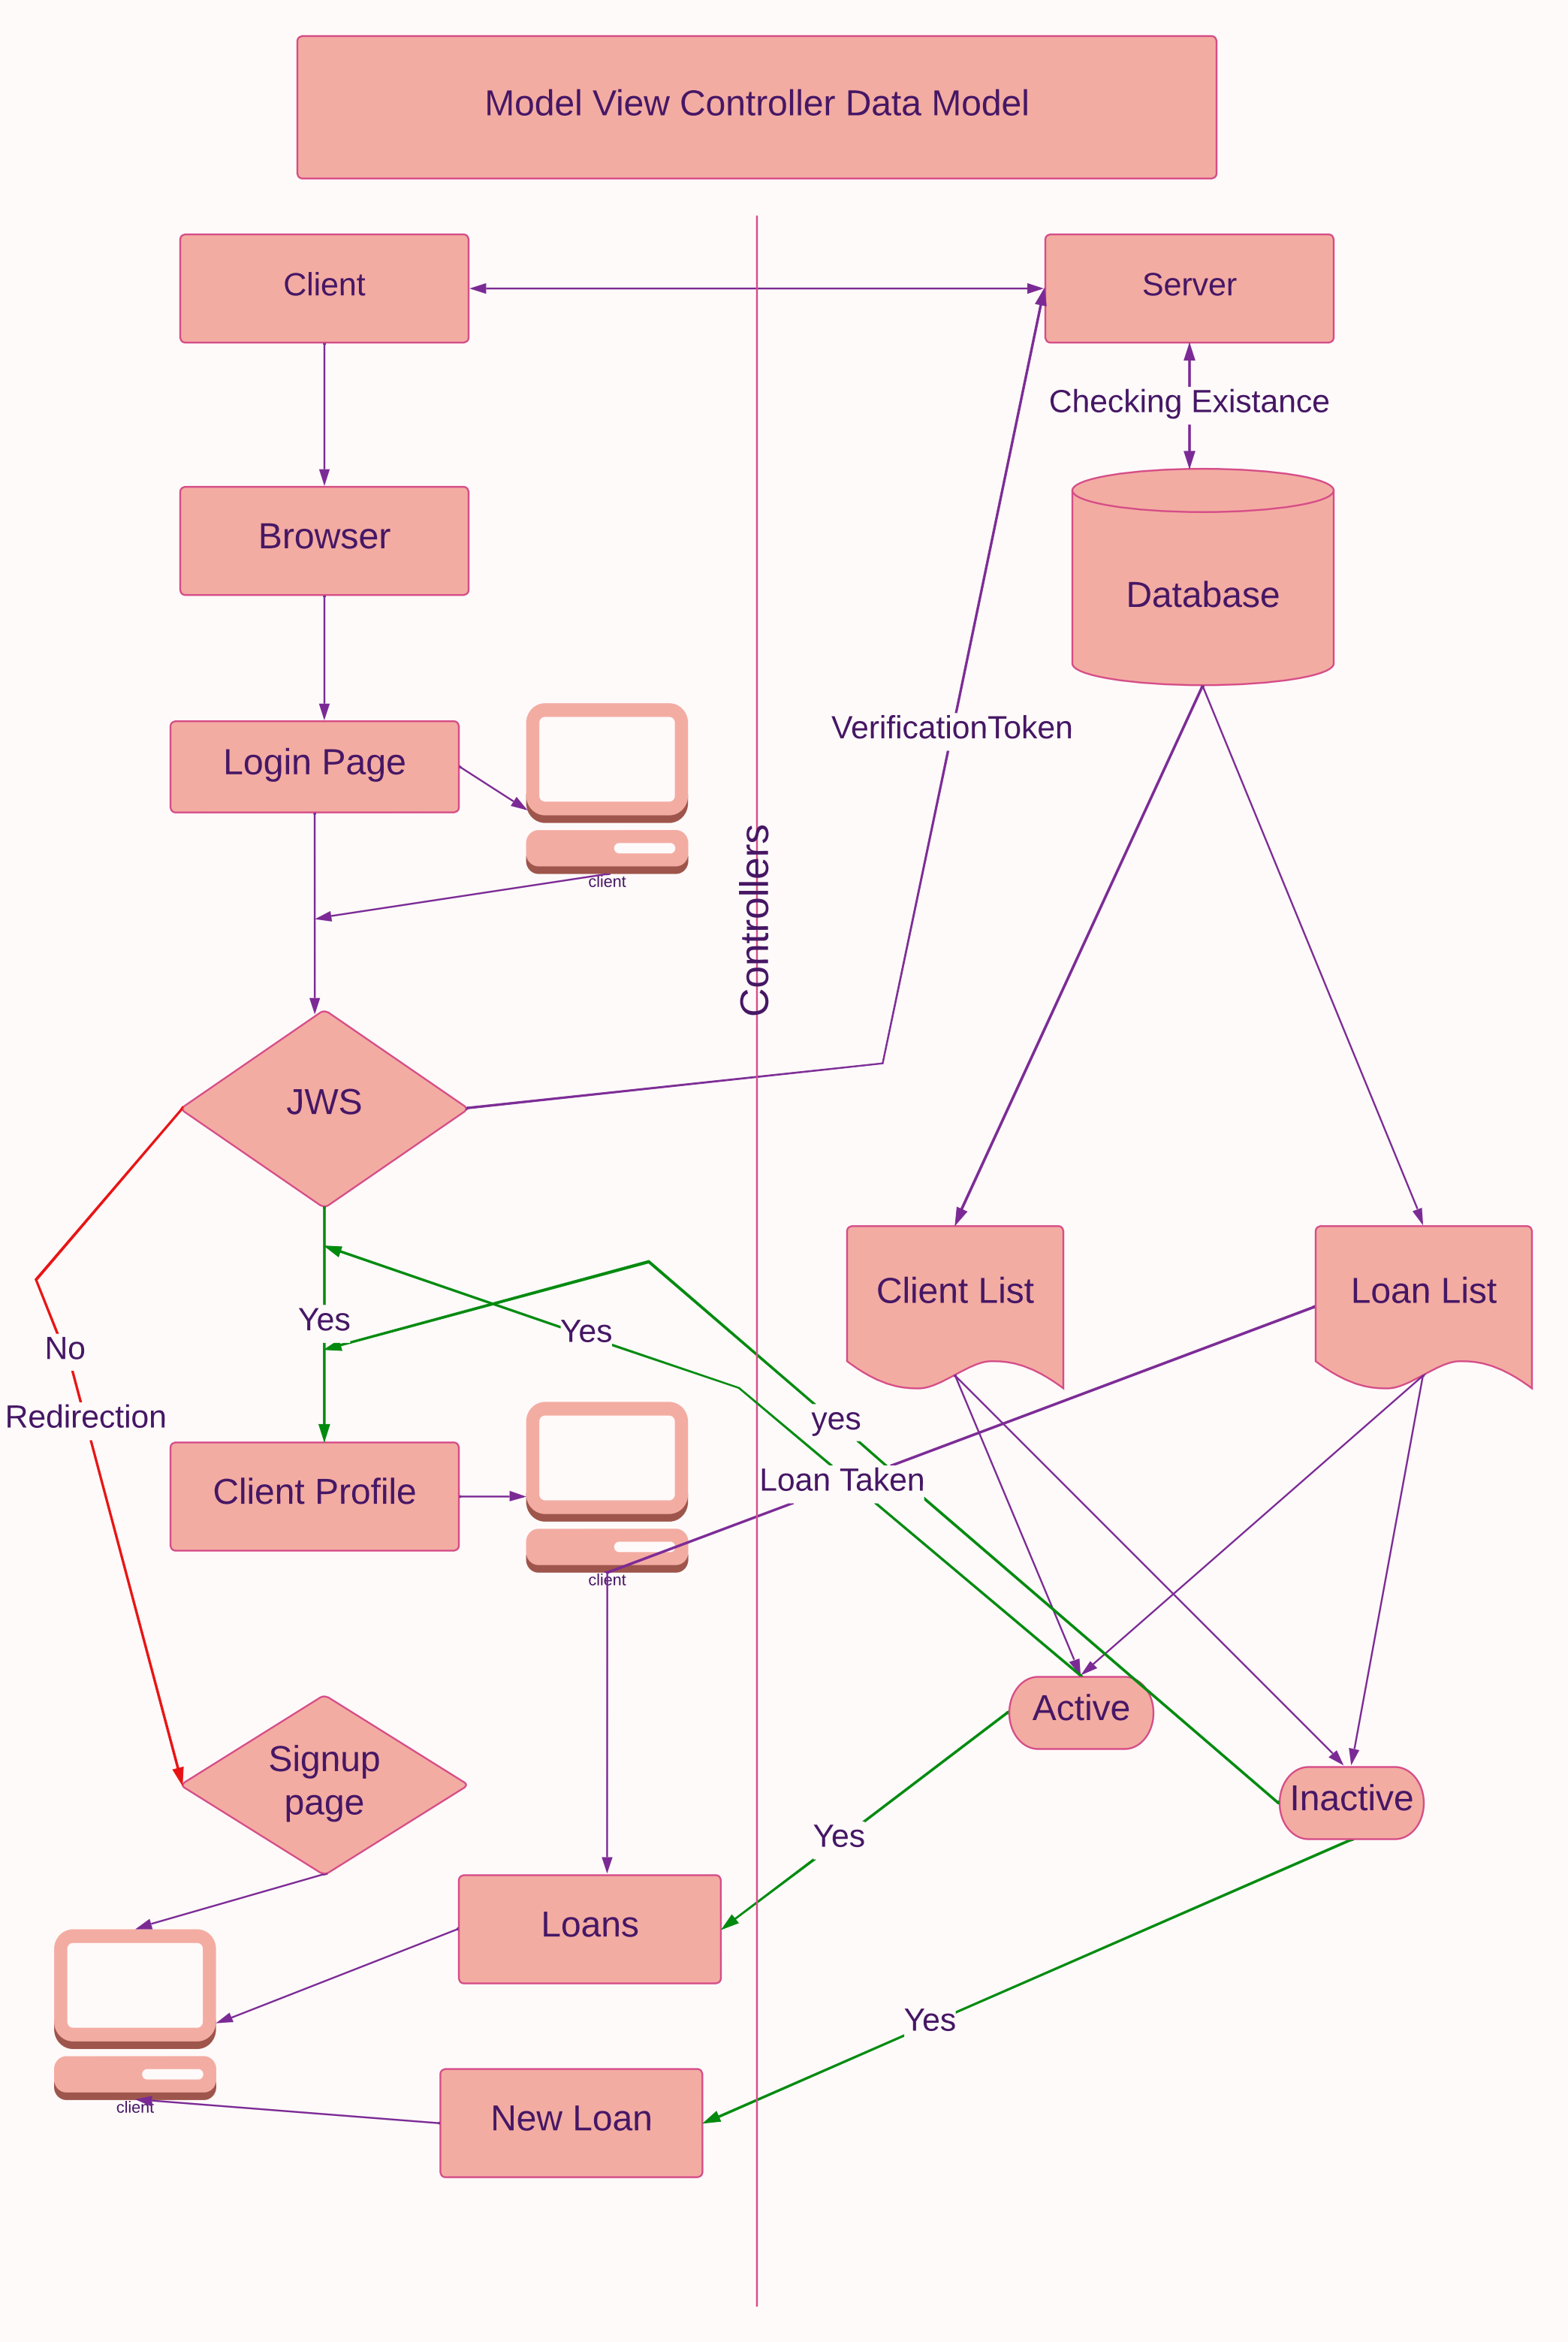 Model View Controller Data Model
Client
Server
Checking Existance
Browser
Database
VerificationToken
Login Page
client
Controllers
JWS
Client List
Loan List
Yes
Yes
No
yes
Redirection
Loan Taken
Client Profile
client
Active
Signup
page
Inactive
Yes
Loans
Yes
client
New Loan